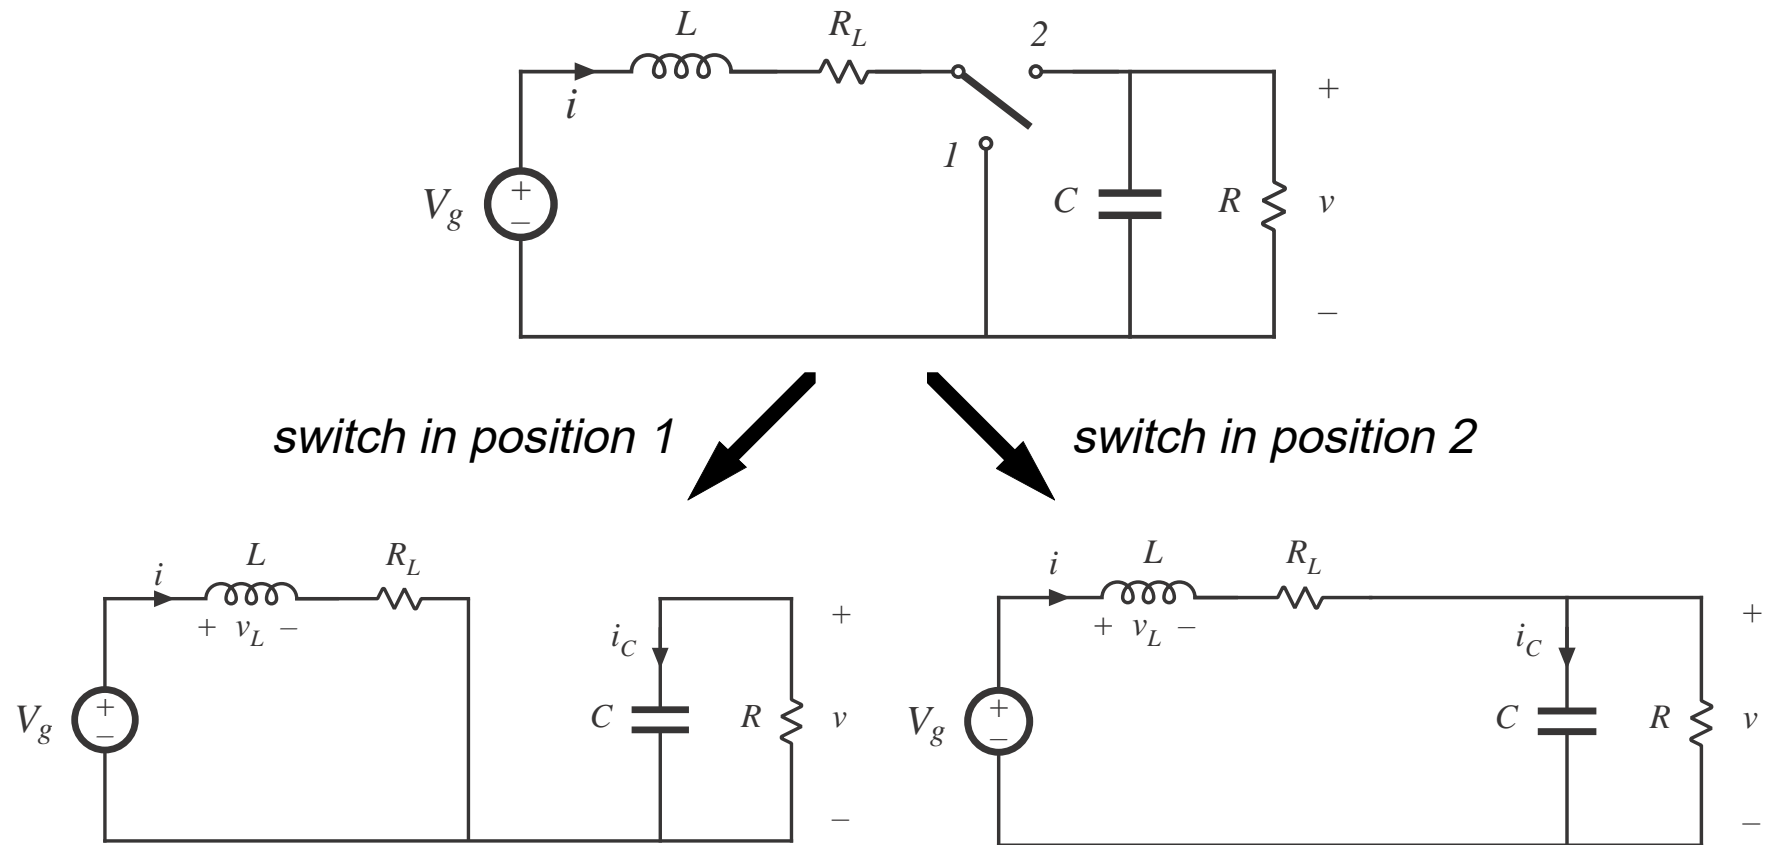 L R_L 2
i
+
1
V_g + − C R v
−
switch in position 1 switch in position 2
i L R_L
+ v_L −
i_C +
V_g + − C R v
−
i L R_L
+ v_L −
i_C +
V_g + − C R v
−